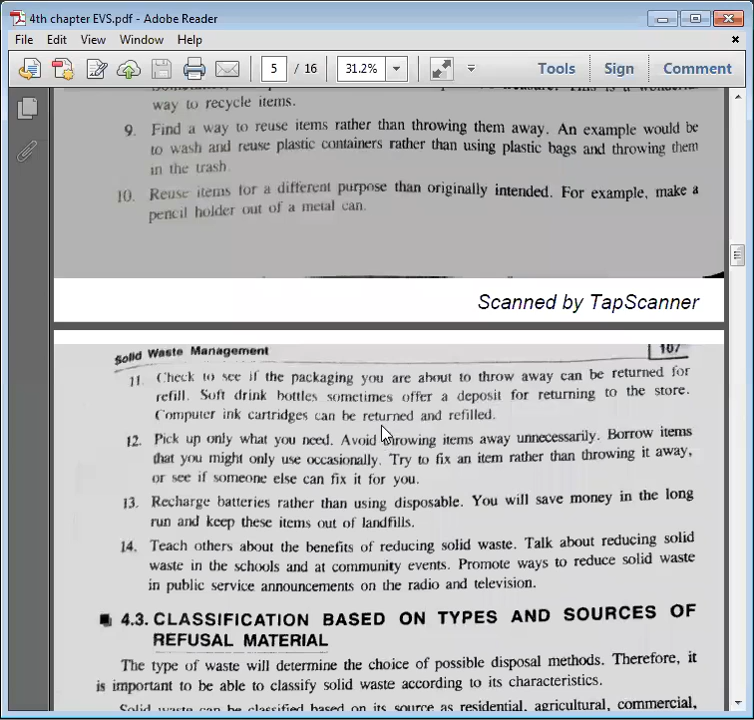 4th chapter EVS.pdf - Adobe Reader
File Edit View Window Help
5 / 16 31.2% Tools Sign Comment
This is a
way to recycle items.
9. Find a way to reuse items rather than throwing them away. An example would be
to wash and reuse plastic containers rather than using plastic bags and throwing them
in the trash.
10. Reuse items for a different purpose than originally intended. For example, make a
pencil holder out of a metal can.
Scanned by TapScanner
Solid Waste Management 107
11. Check to see if the packaging you are about to throw away can be returned for
refill. Soft drink bottles sometimes offer a deposit for returning to the store.
Computer ink cartridges can be returned and refilled.
12. Pick up only what you need. Avoid throwing items away unnecessarily. Borrow items
that you might only use occasionally. Try to fix an item rather than throwing it away,
or see if someone else can fix it for you.
13. Recharge batteries rather than using disposable. You will save money in the long
run and keep these items out of landfills.
14. Teach others about the benefits of reducing solid waste. Talk about reducing solid
waste in the schools and at community events. Promote ways to reduce solid waste
in public service announcements on the radio and television.
4.3. CLASSIFICATION BASED ON TYPES AND SOURCES OF
REFUSAL MATERIAL
The type of waste will determine the choice of possible disposal methods. Therefore, it
is important to be able to classify solid waste according to its characteristics.
Solid waste can be classified based on its source as residential, agricultural, commercial,